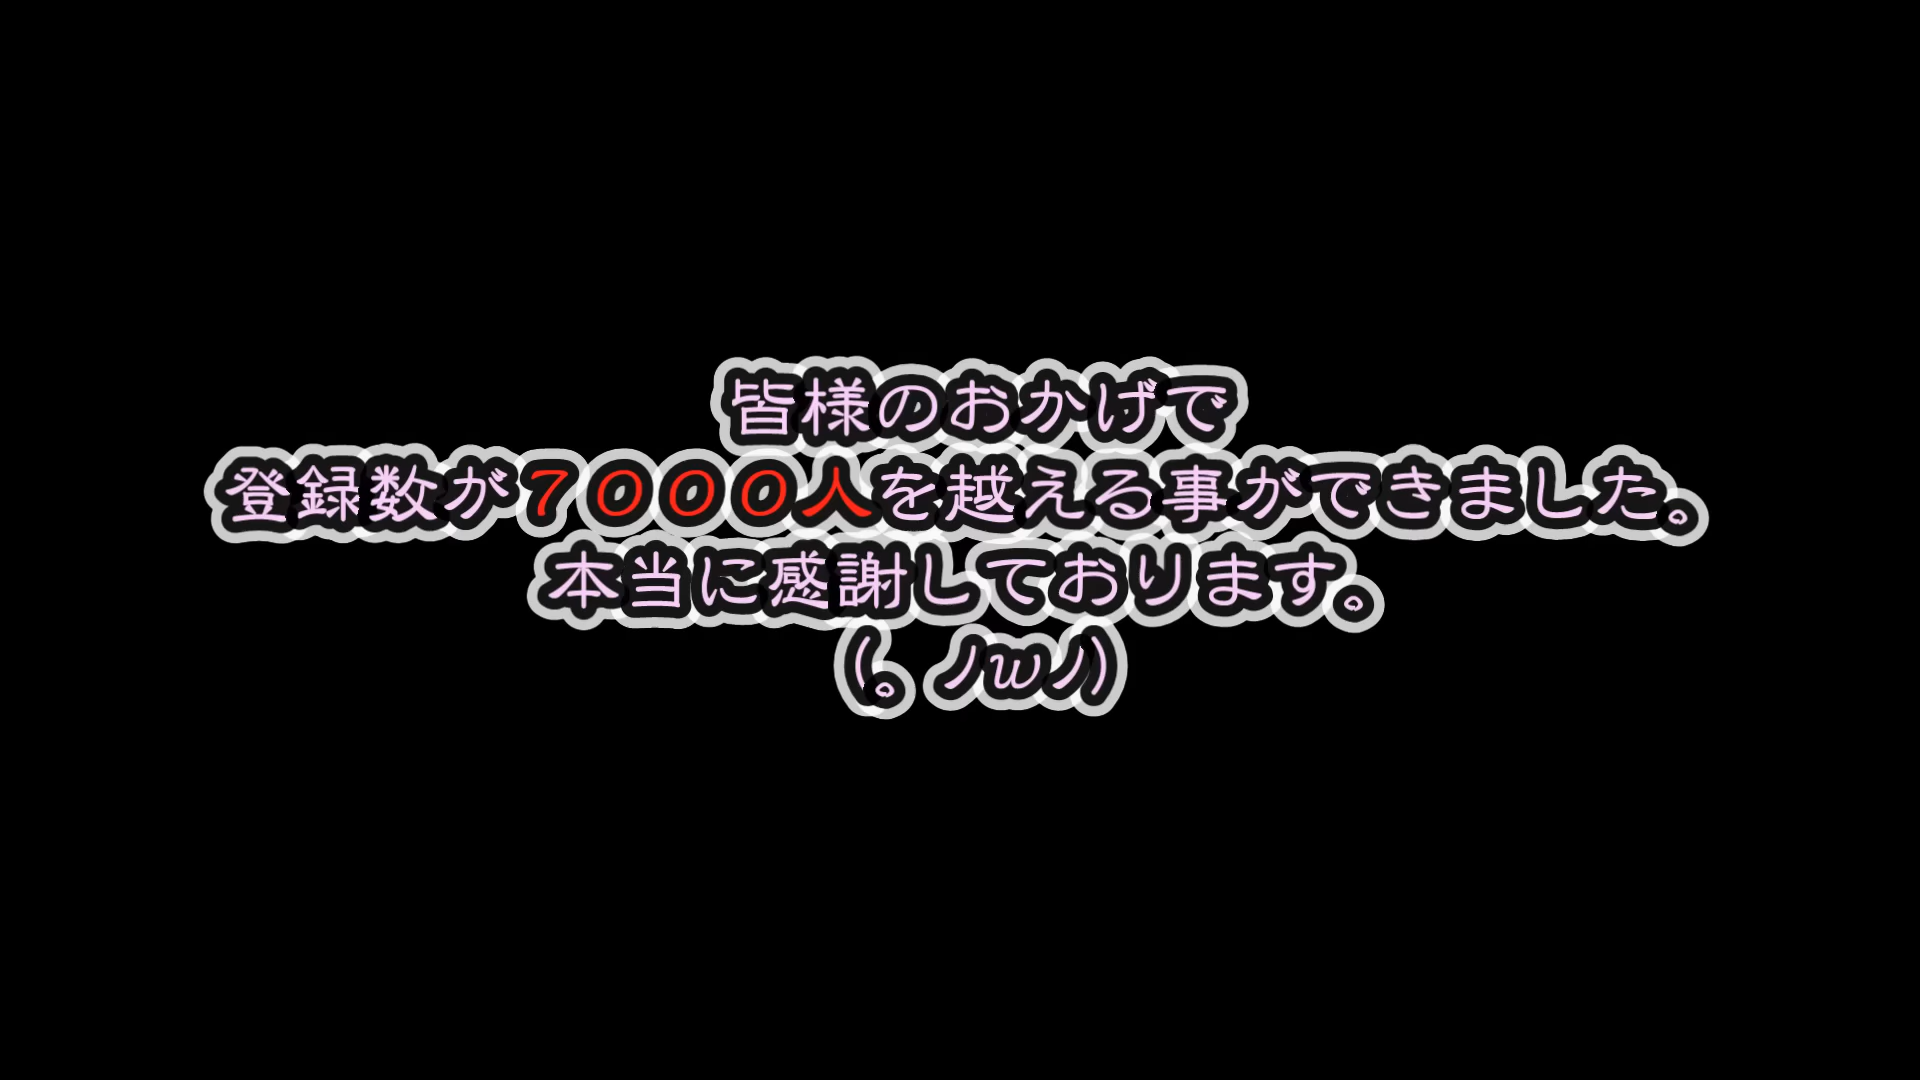 皆様のおかげで
登録数が7000人を越える事ができました。
本当に感謝しております。
(。ノwノ)